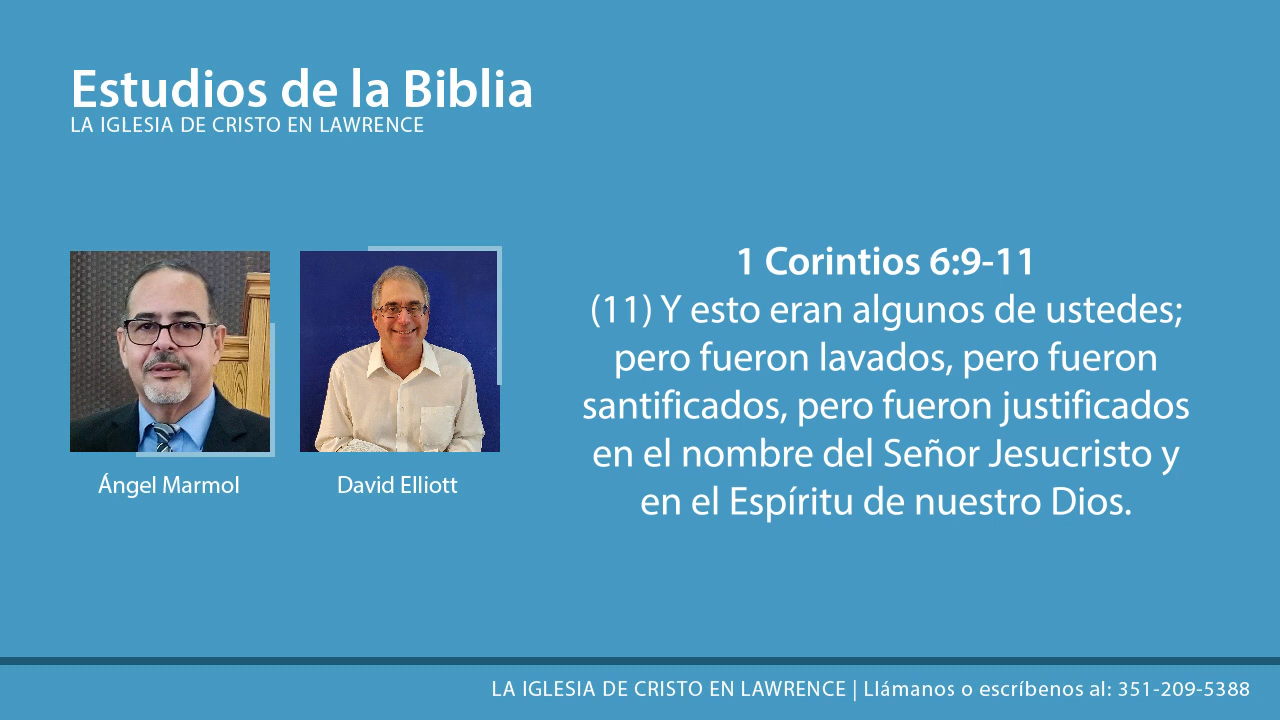 Estudios de la Biblia
LA IGLESIA DE CRISTO EN LAWRENCE
Ángel Marmol
David Elliott
1 Corintios 6:9-11
(11) Y esto eran algunos de ustedes;
pero fueron lavados, pero fueron
santificados, pero fueron justificados
en el nombre del Señor Jesucristo y
en el Espíritu de nuestro Dios.
LA IGLESIA DE CRISTO EN LAWRENCE | Llámanos o escríbenos al: 351-209-5388